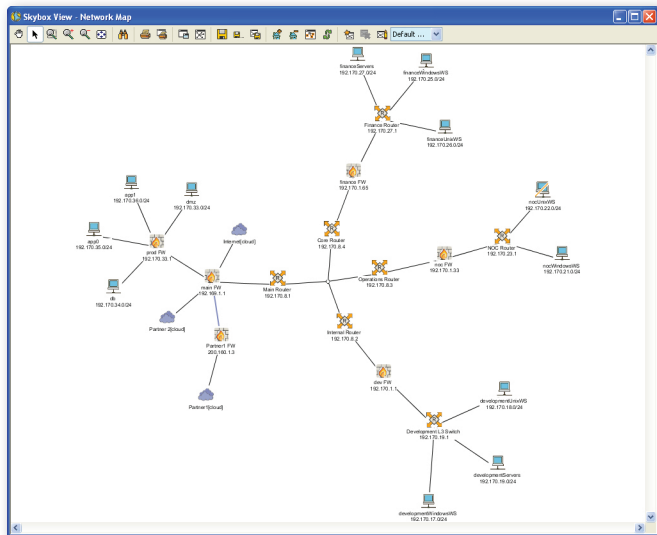 Skybox View - Network Map
Default ...
financeServers
192.170.27.0/24
financeWindowsWS
192.170.25.0/24
Finance Router
192.170.27.1
financeUnixWS
192.170.26.0/24
finance FW
192.170.1.65
app1
192.170.36.0/24
dmz
192.170.33.0/24
app0
192.170.35.0/24
prod FW
192.170.33.1
db
192.170.34.0/24
Internet[cloud]
Core Router
192.170.8.4
nocUnixWS
192.170.22.0/24
NOC Router
192.170.23.1
noc FW
192.170.1.33
nocWindowsWS
192.170.21.0/24
main FW
192.169.1.1
Main Router
192.170.8.1
Operations Router
192.170.8.3
Partner 2[cloud]
Internal Router
192.170.8.2
Partner1 FW
200.160.1.3
dev FW
192.170.1.1
Partner1[cloud]
developmentUnixWS
192.170.18.0/24
Development L3 Switch
192.170.19.1
developmentServers
192.170.19.0/24
developmentWindowsWS
192.170.17.0/24